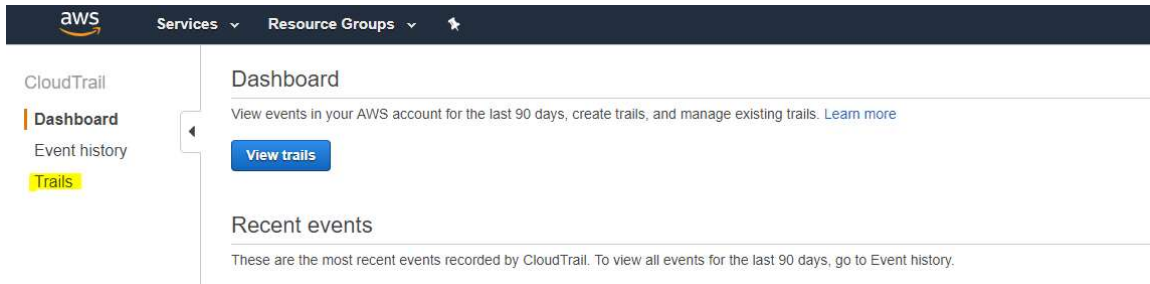 aws Services Resource Groups
CloudTrail
Dashboard
Event history
Trails
Dashboard
View events in your AWS account for the last 90 days, create trails, and manage existing trails. Learn more
View trails
Recent events
These are the most recent events recorded by CloudTrail. To view all events for the last 90 days, go to Event history.